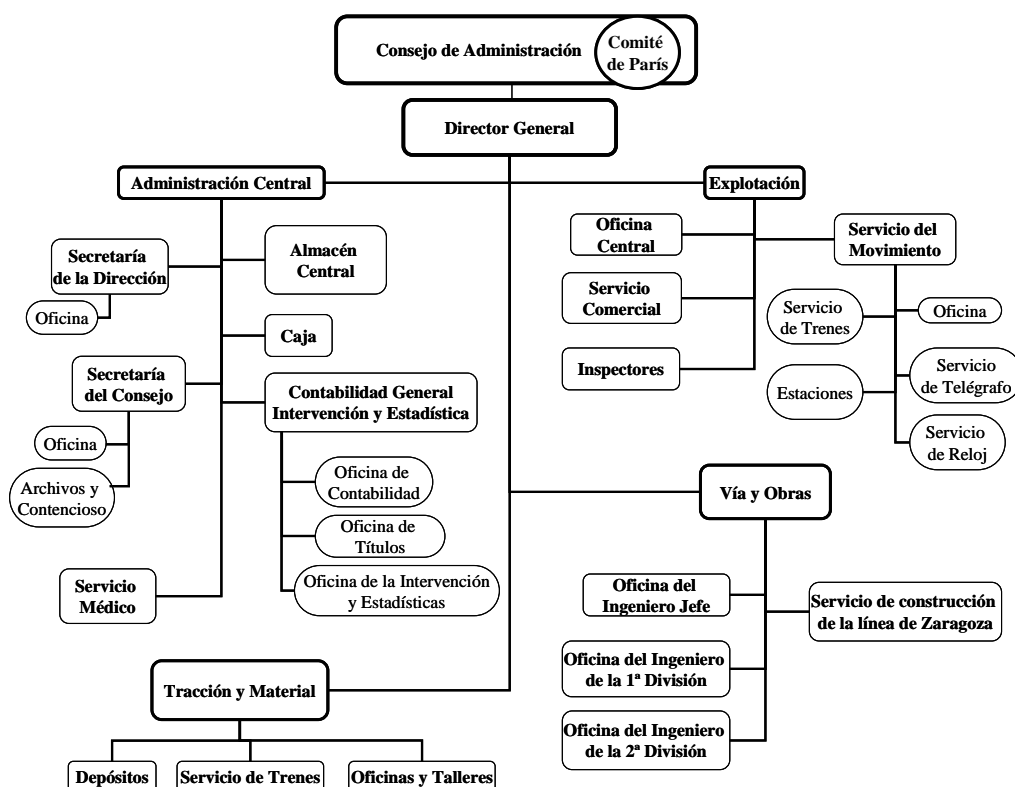 Consejo de Administración
Comité
de París
Director General
Administración Central
Explotación
Secretaría
de la Dirección
Oficina
Almacén
Central
Caja
Secretaría
del Consejo
Oficina
Archivos y
Contencioso
Contabilidad General
Intervención y Estadística
Oficina de
Contabilidad
Oficina de
Títulos
Oficina de la Intervención
y Estadísticas
Servicio
Médico
Oficina
Central
Servicio
Comercial
Inspectores
Servicio del
Movimiento
Servicio
de Trenes
Oficina
Estaciones
Servicio
de Telégrafo
Servicio
de Reloj
Vía y Obras
Oficina del
Ingeniero Jefe
Servicio de construcción
de la línea de Zaragoza
Oficina del Ingeniero
de la 1ª División
Oficina del Ingeniero
de la 2ª División
Tracción y Material
Depósitos
Servicio de Trenes
Oficinas y Talleres